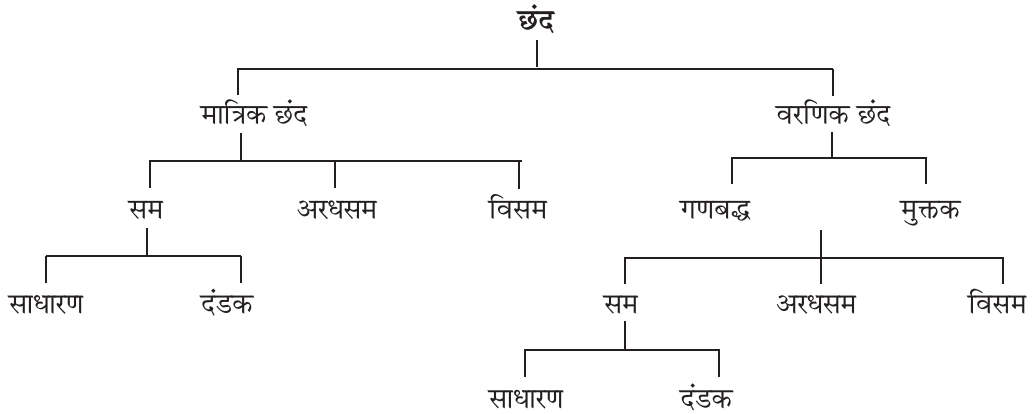 छंद
मात्रिक छंद वरणिक छंद
सम अरधसम विसम गणबद्ध मुक्तक
साधारण दंडक सम अरधसम विसम
साधारण दंडक